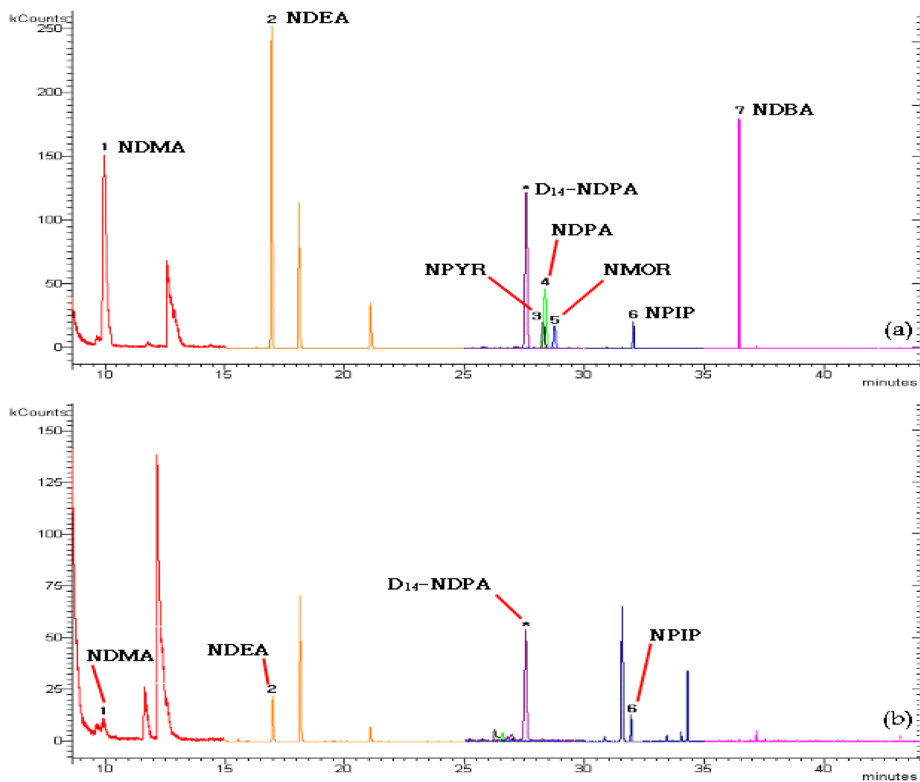 kCounts
250
200
150
100
50
0
2 NDEA
1 NDMA
7 NDBA
* D₁₄-NDPA
NDPA
NPYR
NMOR
4
3
5
6 NPIP
(a)
10 15 20 25 30 35 40
minutes
kCounts
150
125
100
75
50
25
0
D₁₄-NDPA
*
NDMA
1
NDEA
2
NPIP
6
(b)
10 15 20 25 30 35 40
minutes